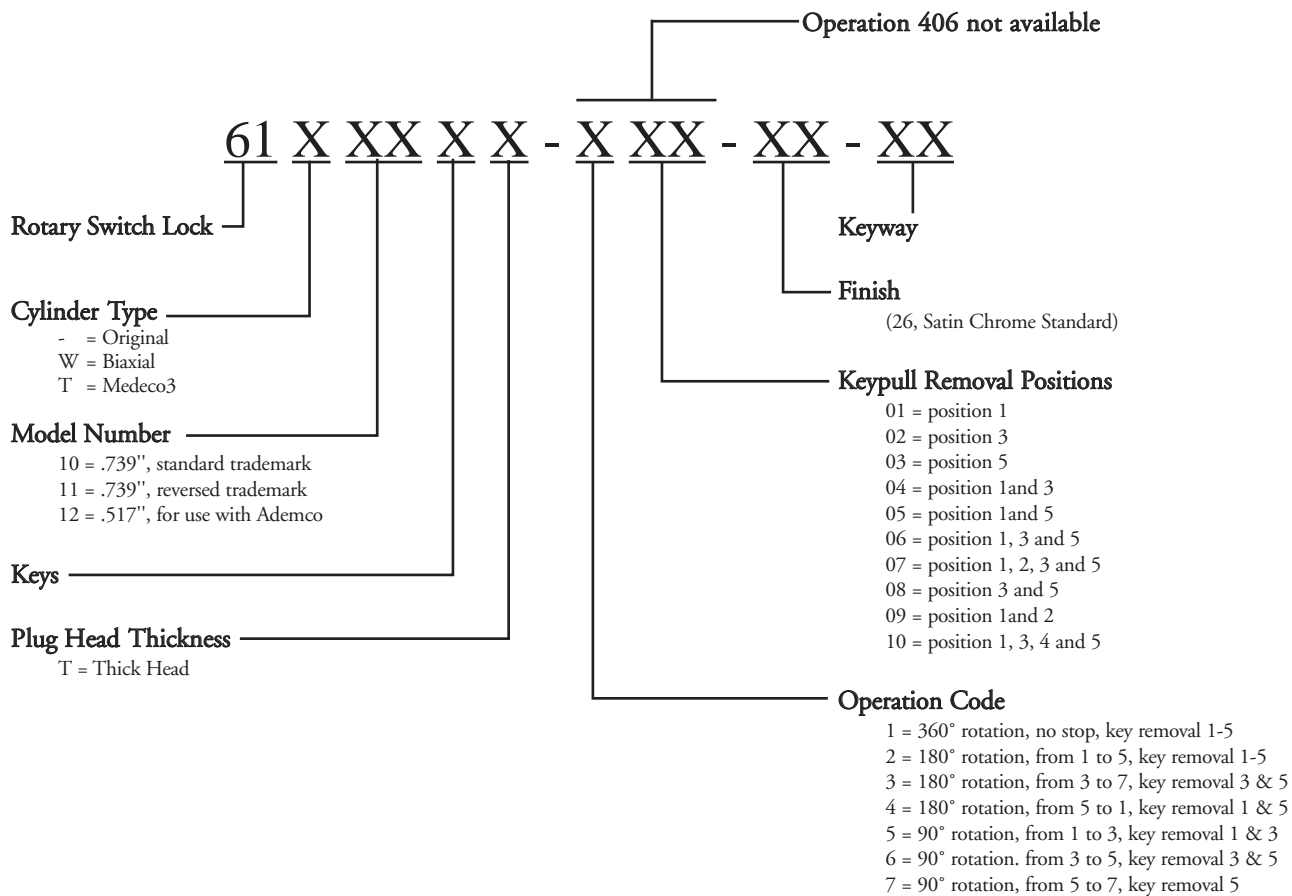 Operation 406 not available
61 X XX X X - X XX - XX - XX
Rotary Switch Lock
Cylinder Type
- = Original
W = Biaxial
T = Medeco3
Model Number
10 = .739", standard trademark
11 = .739", reversed trademark
12 = .517", for use with Ademco
Keys
Plug Head Thickness
T = Thick Head
Keyway
Finish
(26, Satin Chrome Standard)
Keypull Removal Positions
01 = position 1
02 = position 3
03 = position 5
04 = position 1and 3
05 = position 1and 5
06 = position 1, 3 and 5
07 = position 1, 2, 3 and 5
08 = position 3 and 5
09 = position 1and 2
10 = position 1, 3, 4 and 5
Operation Code
1 = 360° rotation, no stop, key removal 1-5
2 = 180° rotation, from 1 to 5, key removal 1-5
3 = 180° rotation, from 3 to 7, key removal 3 & 5
4 = 180° rotation, from 5 to 1, key removal 1 & 5
5 = 90° rotation, from 1 to 3, key removal 1 & 3
6 = 90° rotation. from 3 to 5, key removal 3 & 5
7 = 90° rotation, from 5 to 7, key removal 5